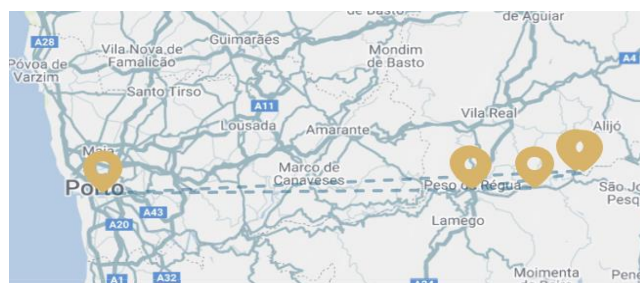 de Basto
de Aguiar
A28
Guimarães
Mondim
de Basto
Vila Nova de
Famalicão
A4
Póvoa de
Varzim
Santo Tirso
A11
Vila Real
Lousada
Amarante
Alijó
Maia
Marco de
Canaveses
Peso da Régua
Porto
São Jo
Pesq
A43
A20
Lamego
A1
A32
Moimenta
Pene